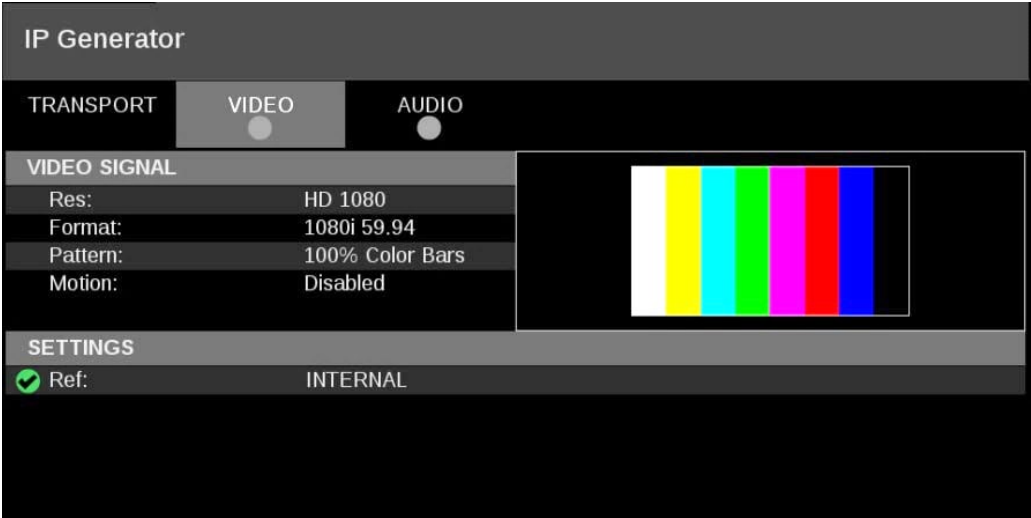 IP Generator
TRANSPORT VIDEO AUDIO
VIDEO SIGNAL
Res: HD 1080
Format: 1080i 59.94
Pattern: 100% Color Bars
Motion: Disabled
SETTINGS
Ref: INTERNAL